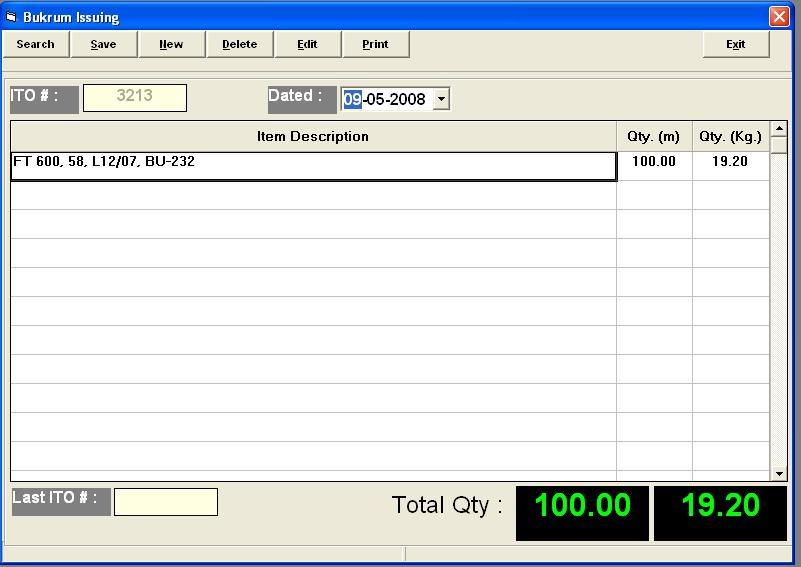 Bukrum Issuing
Search Save New Delete Edit Print Exit
ITO # : 3213 Dated : 09-05-2008
Item Description Qty. (m) Qty. (Kg.)
FT 600, 58, L12/07, BU-232 100.00 19.20
Last ITO # : Total Qty : 100.00 19.20